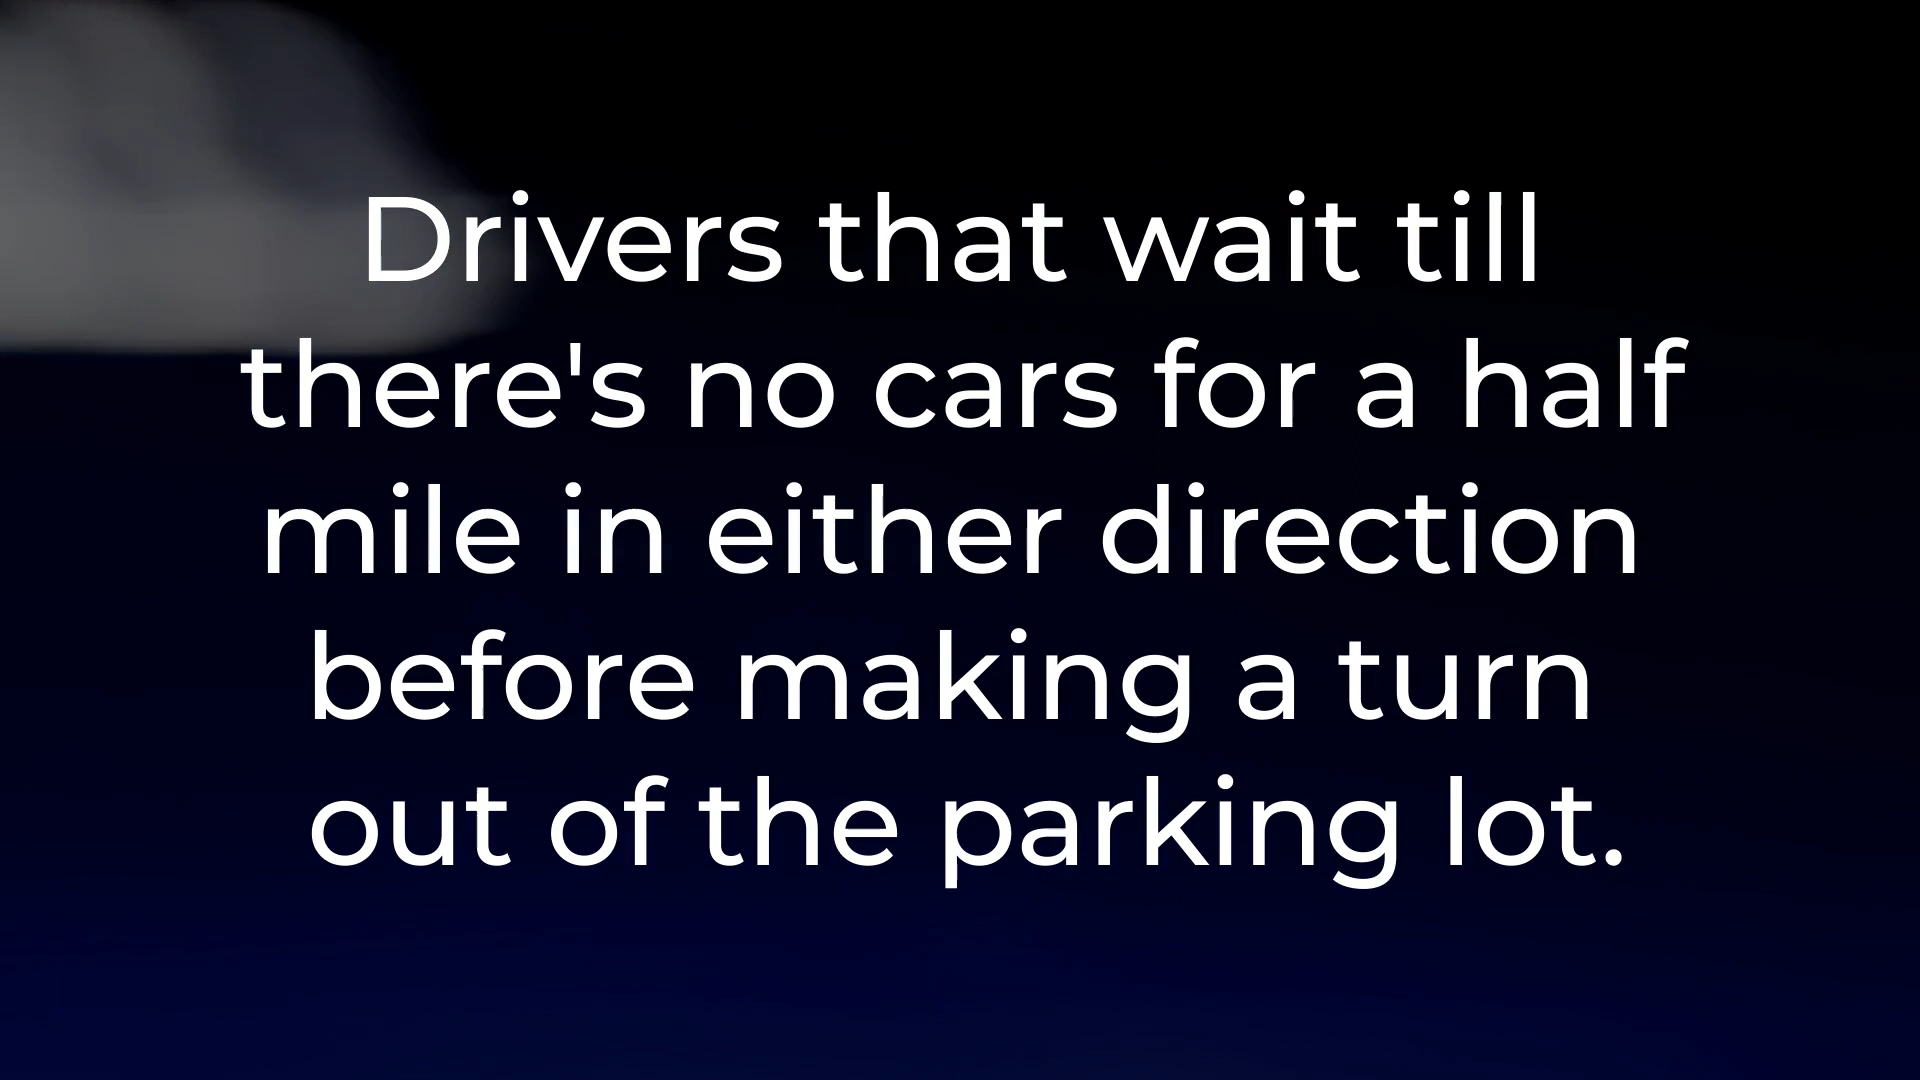 Drivers that wait till
there's no cars for a half
mile in either direction
before making a turn
out of the parking lot.